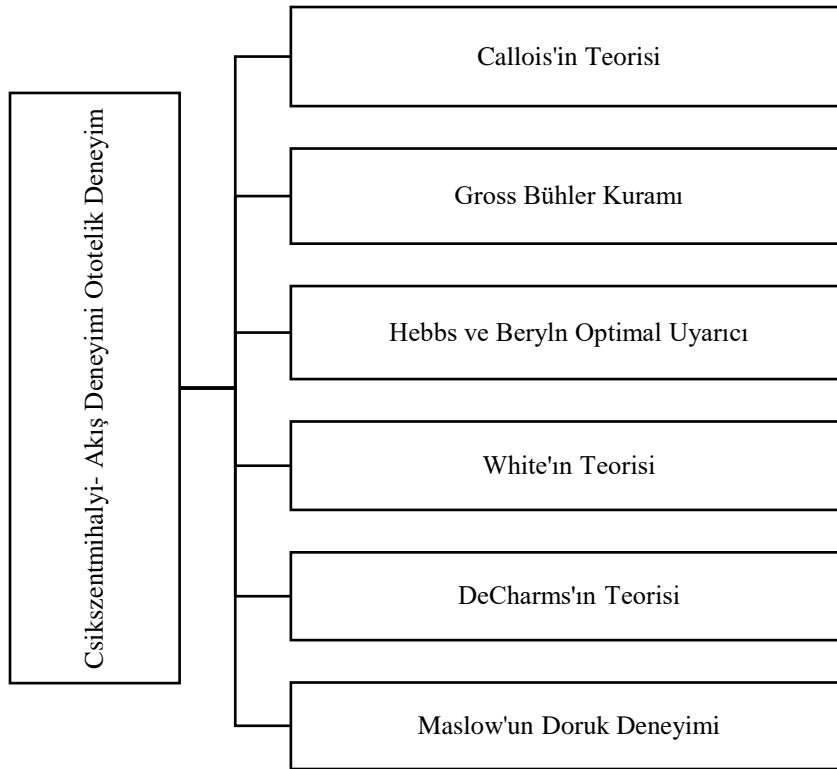 Csikszentmihalyi- Akış Deneyimi Ototelik Deneyim
Callois'in Teorisi
Gross Bühler Kuramı
Hebbs ve Beryln Optimal Uyarıcı
White'ın Teorisi
DeCharms'ın Teorisi
Maslow'un Doruk Deneyimi